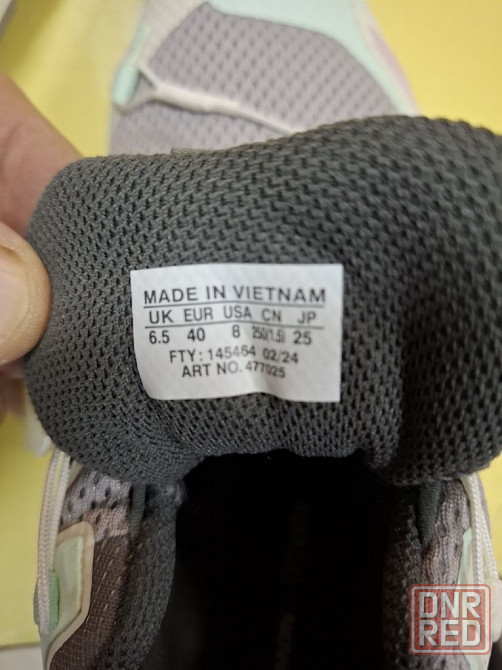 MADE IN VIETNAM
UK EUR USA CN JP
6.5 40 8 250(1.5) 25
FTY: 145464 02/24
ART NO. 477025
DNR
RED